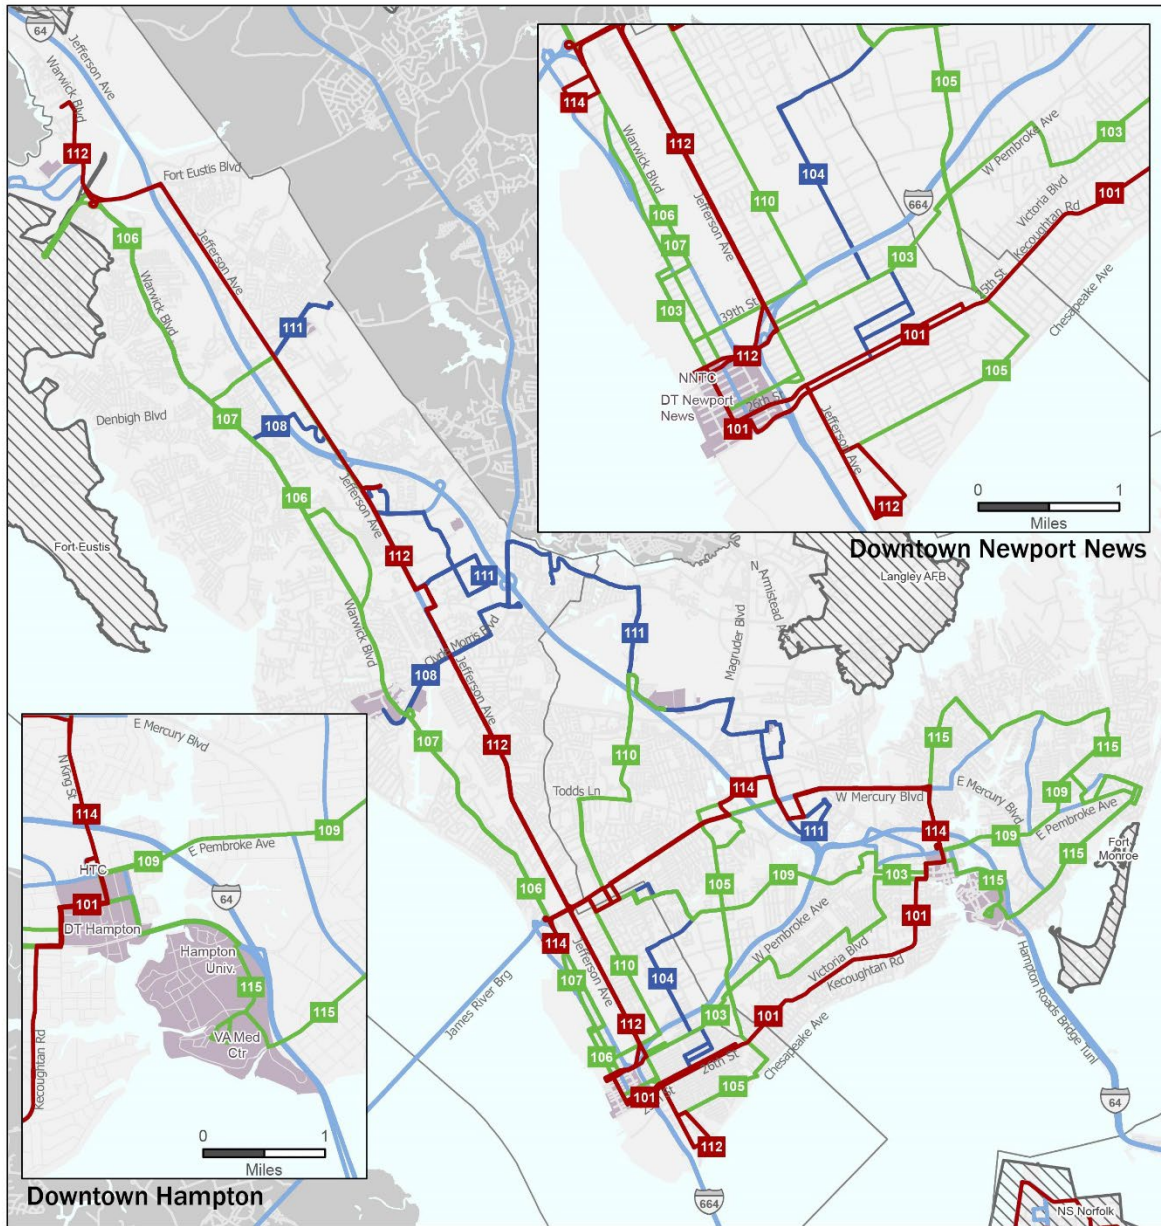 64
Jefferson Ave
Warwick Blvd
112
Fort Eustis Blvd
106
Jefferson Ave
Warwick Blvd
111
Denbigh Blvd
107
108
106
Jefferson Ave
Fort Eustis
112
111
Warwick Blvd
Clyde Morris Blvd
108
Jefferson Ave
107
112
111
Magruder Blvd
N Armistead Ave
Langley AFB
110
Todds Ln
114
W Mercury Blvd
111
115
115
E Mercury Blvd
109
E Pembroke Ave
114
109
115
Fort Monroe
103
115
106
105
109
101
114
W Pembroke Ave
107
Jefferson Ave
110
104
Victoria Blvd
Kecoughtan Rd
James River Brg
112
103
101
Chesapeake Ave
106
26th St
105
101
112
Hampton Roads Bridge Tunl
64
664
NS Norfolk
114
Warwick Blvd
112
104
105
103
W Pembroke Ave
664
110
106
107
Jefferson Ave
Victoria Blvd
Kecoughtan Rd
101
103
39th St
103
Chesapeake Ave
101
112
NNTC
DT Newport
News
26th St
105
101
Jefferson Ave
112
0 1
Miles
Downtown Newport News
E Mercury Blvd
N King St
114
109
E Pembroke Ave
109
HTC
64
101
DT Hampton
Hampton
Univ.
115
115
VA Med
Ctr
Kecoughtan Rd
0 1
Miles
Downtown Hampton